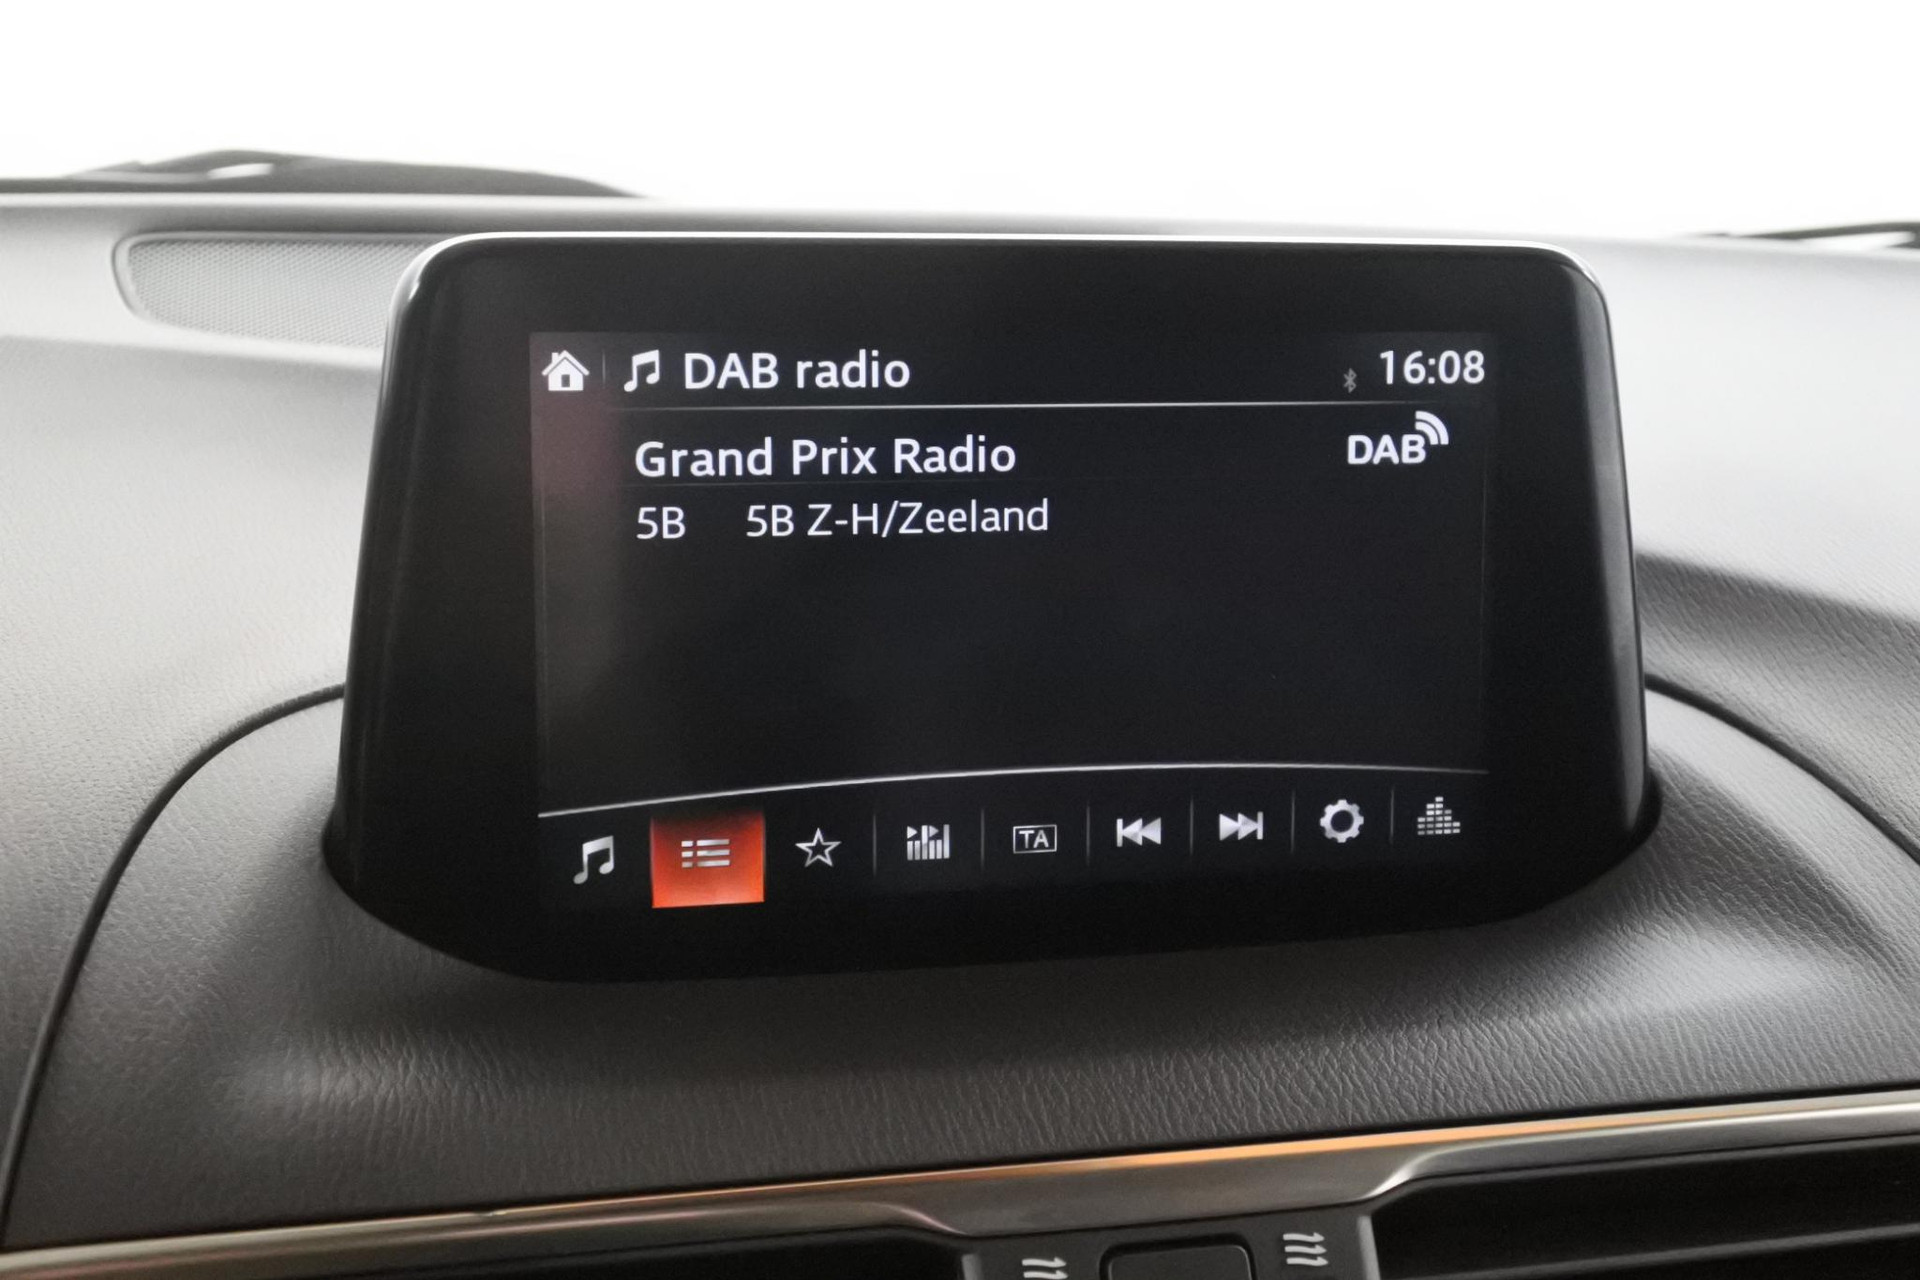 DAB radio 16:08
Grand Prix Radio DAB
5B 5B Z-H/Zeeland
TA